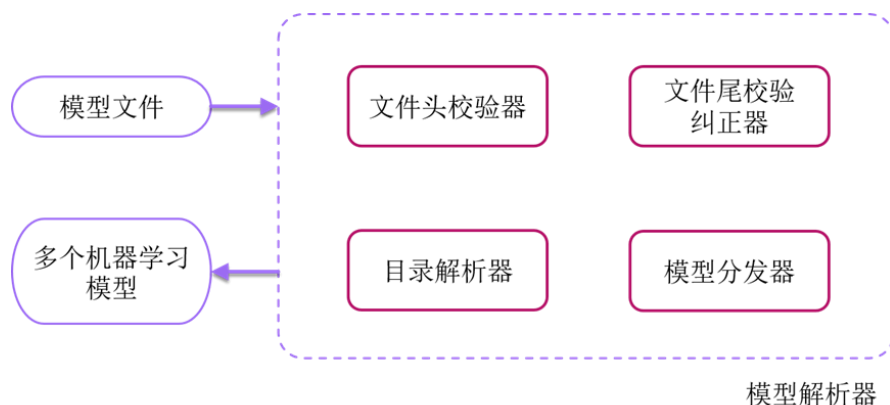 模型文件
文件头校验器
文件尾校验
纠正器
多个机器学习
模型
目录解析器
模型分发器
模型解析器